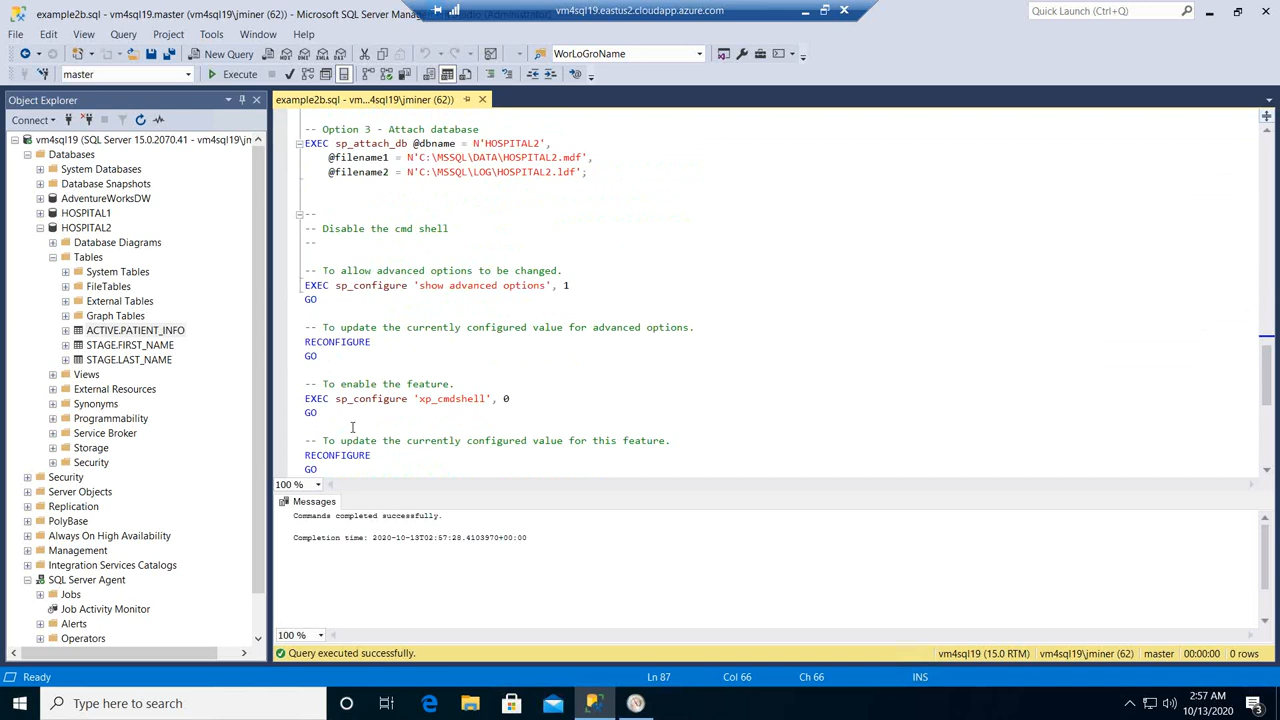 example2b.sql - vm4sql19.master (vm4sql19\jminer (62)) - Microsoft SQL Server Management Studio (Administrator)
vm4sql19.eastus2.cloudapp.azure.com
Quick Launch (Ctrl+Q)
File Edit View Query Project Tools Window Help
New Query
WorLoGroName
master
Execute
Object Explorer
example2b.sql - vm...4sql19\jminer (62))
Connect
vm4sql19 (SQL Server 15.0.2070.41 - vm4sql19\jm
Databases
System Databases
Database Snapshots
AdventureWorksDW
HOSPITAL1
HOSPITAL2
Database Diagrams
Tables
System Tables
FileTables
External Tables
Graph Tables
ACTIVE.PATIENT_INFO
STAGE.FIRST_NAME
STAGE.LAST_NAME
Views
External Resources
Synonyms
Programmability
Service Broker
Storage
Security
Security
Server Objects
Replication
PolyBase
Always On High Availability
Management
Integration Services Catalogs
SQL Server Agent
Jobs
Job Activity Monitor
Alerts
Operators
-- Option 3 - Attach database
EXEC sp_attach_db @dbname = N'HOSPITAL2',
@filename1 = N'C:\MSSQL\DATA\HOSPITAL2.mdf',
@filename2 = N'C:\MSSQL\LOG\HOSPITAL2.ldf';
--
-- Disable the cmd shell
--
-- To allow advanced options to be changed.
EXEC sp_configure 'show advanced options', 1
GO
-- To update the currently configured value for advanced options.
RECONFIGURE
GO
-- To enable the feature.
EXEC sp_configure 'xp_cmdshell', 0
GO
-- To update the currently configured value for this feature.
RECONFIGURE
GO
100 %
Messages
Commands completed successfully.
Completion time: 2020-10-13T02:57:28.4103970+00:00
100 %
Query executed successfully.
vm4sql19 (15.0 RTM) vm4sql19\jminer (62) master 00:00:00 0 rows
Ready
Ln 87 Col 66 Ch 66 INS
Type here to search
2:57 AM
10/13/2020
3